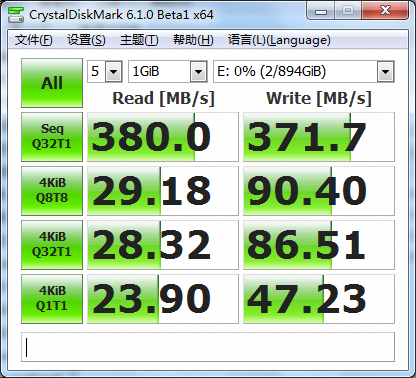 CrystalDiskMark 6.1.0 Beta1 x64
文件(F) 设置(S) 主题(T) 帮助(H) 语言(L)(Language)
All 5 1GiB E: 0% (2/894GiB)
Read [MB/s] Write [MB/s]
Seq Q32T1 380.0 371.7
4KiB Q8T8 29.18 90.40
4KiB Q32T1 28.32 86.51
4KiB Q1T1 23.90 47.23